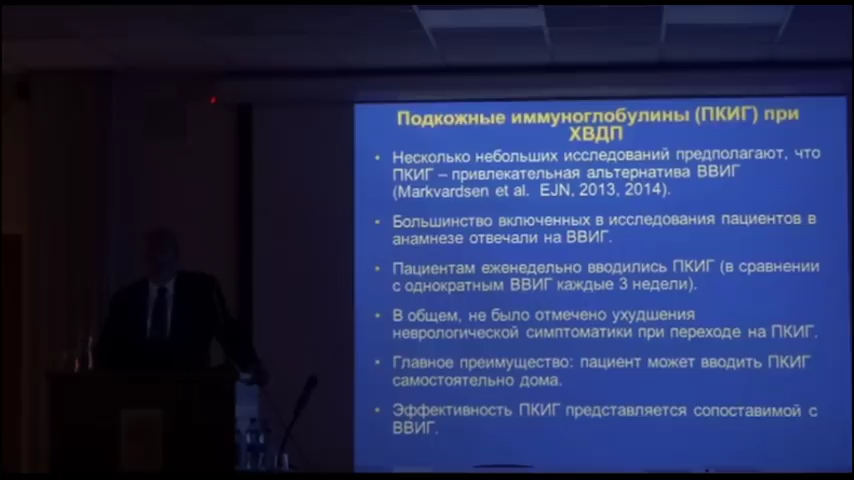 Подкожные иммуноглобулины (ПКИГ) при
ХВДП
• Несколько небольших исследований предполагают, что
ПКИГ – привлекательная альтернатива ВВИГ
(Markvardsen et al. EJN, 2013, 2014).
• Большинство включенных в исследования пациентов в
анамнезе отвечали на ВВИГ.
• Пациентам еженедельно вводились ПКИГ (в сравнении
с однократным ВВИГ каждые 3 недели).
• В общем, не было отмечено ухудшения
неврологической симптоматики при переходе на ПКИГ.
• Главное преимущество: пациент может вводить ПКИГ
самостоятельно дома.
• Эффективность ПКИГ представляется сопоставимой с
ВВИГ.